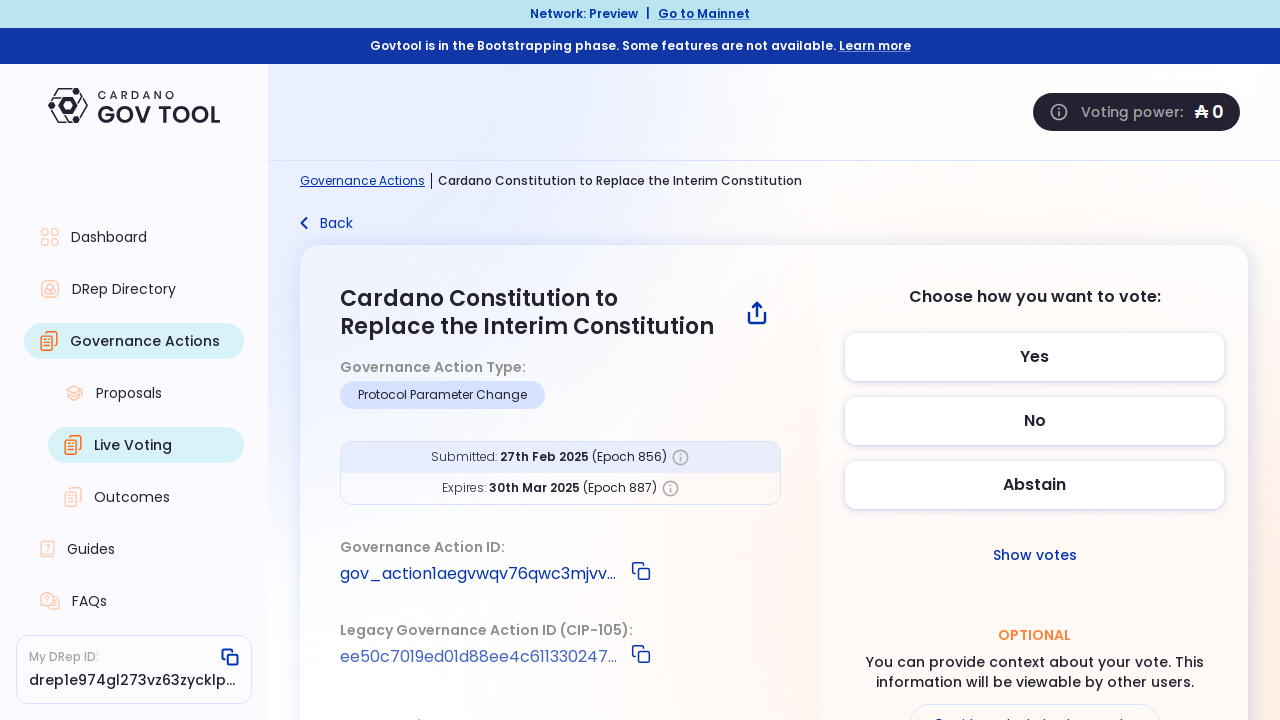 Network: Preview | Go to Mainnet
Govtool is in the Bootstrapping phase. Some features are not available. Learn more
CARDANO
GOV TOOL
Voting power: ₳ 0
Governance Actions | Cardano Constitution to Replace the Interim Constitution
Back
Dashboard
DRep Directory
Governance Actions
Proposals
Live Voting
Outcomes
Guides
FAQs
My DRep ID:
drep1e974gl273vz63zycklp...
Cardano Constitution to
Replace the Interim Constitution
Governance Action Type:
Protocol Parameter Change
Submitted: 27th Feb 2025 (Epoch 856)
Expires: 30th Mar 2025 (Epoch 887)
Governance Action ID:
gov_action1aegvwqv76qwc3mjvv...
Legacy Governance Action ID (CIP-105):
ee50c7019ed01d88ee4c611330247...
Choose how you want to vote:
Yes
No
Abstain
Show votes
OPTIONAL
You can provide context about your vote. This
information will be viewable by other users.